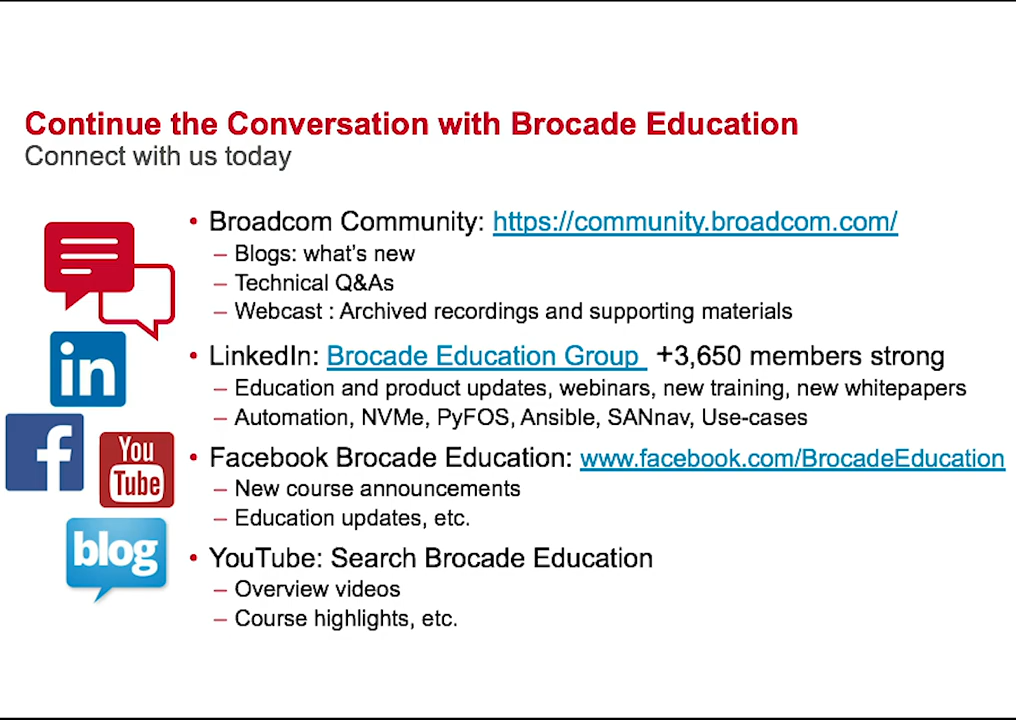 Continue the Conversation with Brocade Education
Connect with us today
• Broadcom Community: https://community.broadcom.com/
– Blogs: what's new
– Technical Q&As
– Webcast : Archived recordings and supporting materials
in
• LinkedIn: Brocade Education Group +3,650 members strong
– Education and product updates, webinars, new training, new whitepapers
– Automation, NVMe, PyFOS, Ansible, SANnav, Use-cases
f
You
Tube
• Facebook Brocade Education: www.facebook.com/BrocadeEducation
– New course announcements
– Education updates, etc.
blog
• YouTube: Search Brocade Education
– Overview videos
– Course highlights, etc.